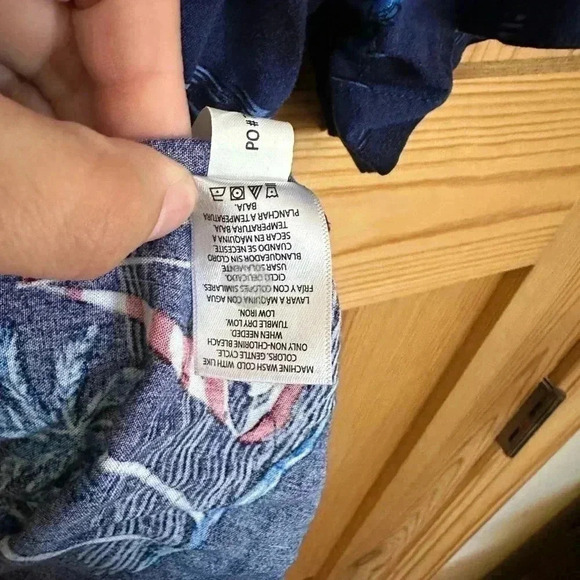 MACHINE WASH COLD WITH LIKE
COLORS. GENTLE CYCLE.
ONLY NON-CHLORINE BLEACH
WHEN NEEDED.
TUMBLE DRY LOW.
LOW IRON.
LAVAR A MAQUINA CON AGUA
FRÍA Y CON COLORES SIMILARES.
CICLO DELICADO.
USAR SOLAMENTE
BLANQUEADOR SIN CLORO
CUANDO SE NECESITE.
SECAR EN MAQUINA A
TEMPERATURA BAJA.
PLANCHAR A TEMPERATURA
BAJA.
PO #